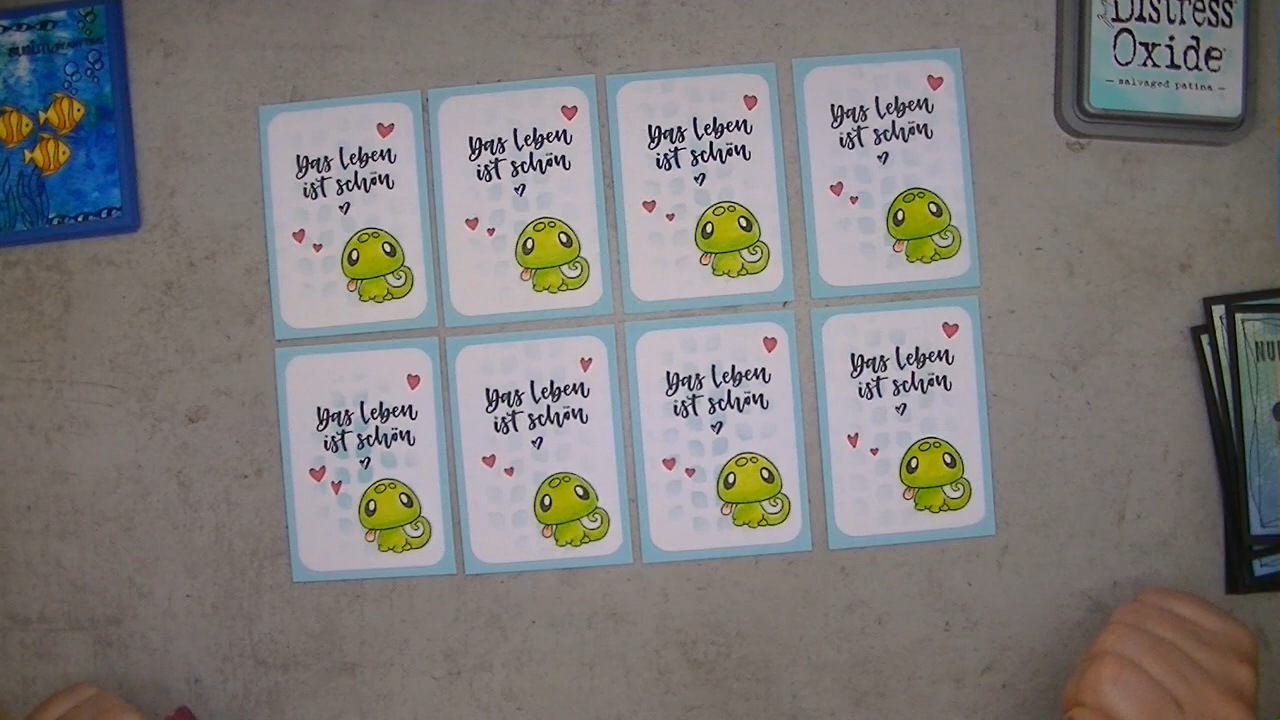 Distress
Oxide
— salvaged patina —
Das Leben
ist schön
Das Leben
ist schön
Das Leben
ist schön
Das Leben
ist schön
Das Leben
ist schön
Das Leben
ist schön
Das Leben
ist schön
Das Leben
ist schön